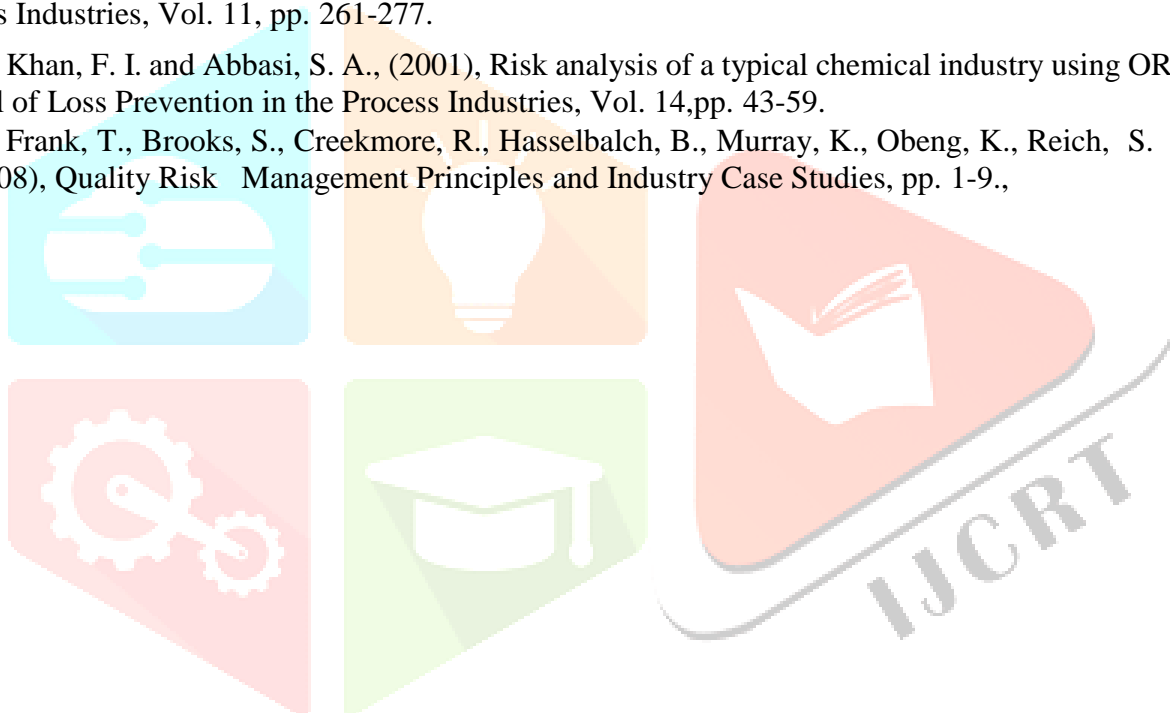 s Industries, Vol. 11, pp. 261-277.
Khan, F. I. and Abbasi, S. A., (2001), Risk analysis of a typical chemical industry using OR
l of Loss Prevention in the Process Industries, Vol. 14,pp. 43-59.
Frank, T., Brooks, S., Creekmore, R., Hasselbalch, B., Murray, K., Obeng, K., Reich, S.
08), Quality Risk Management Principles and Industry Case Studies, pp. 1-9.,
IJCRT